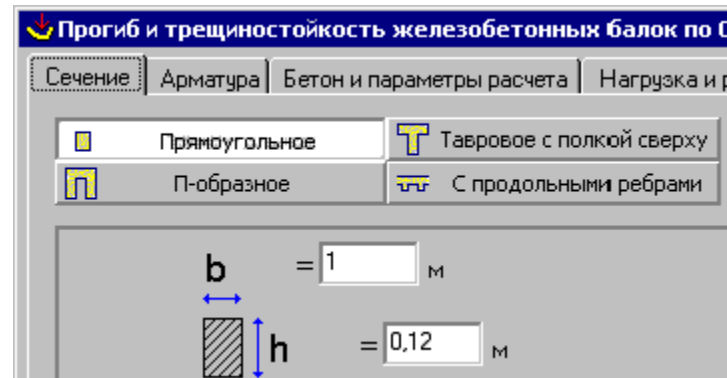 Прогиб и трещиностойкость железобетонных балок по
Сечение Арматура Бетон и параметры расчета Нагрузка и
Прямоугольное Тавровое с полкой сверху
П-образное С продольными ребрами
b = 1 м
h = 0,12 м